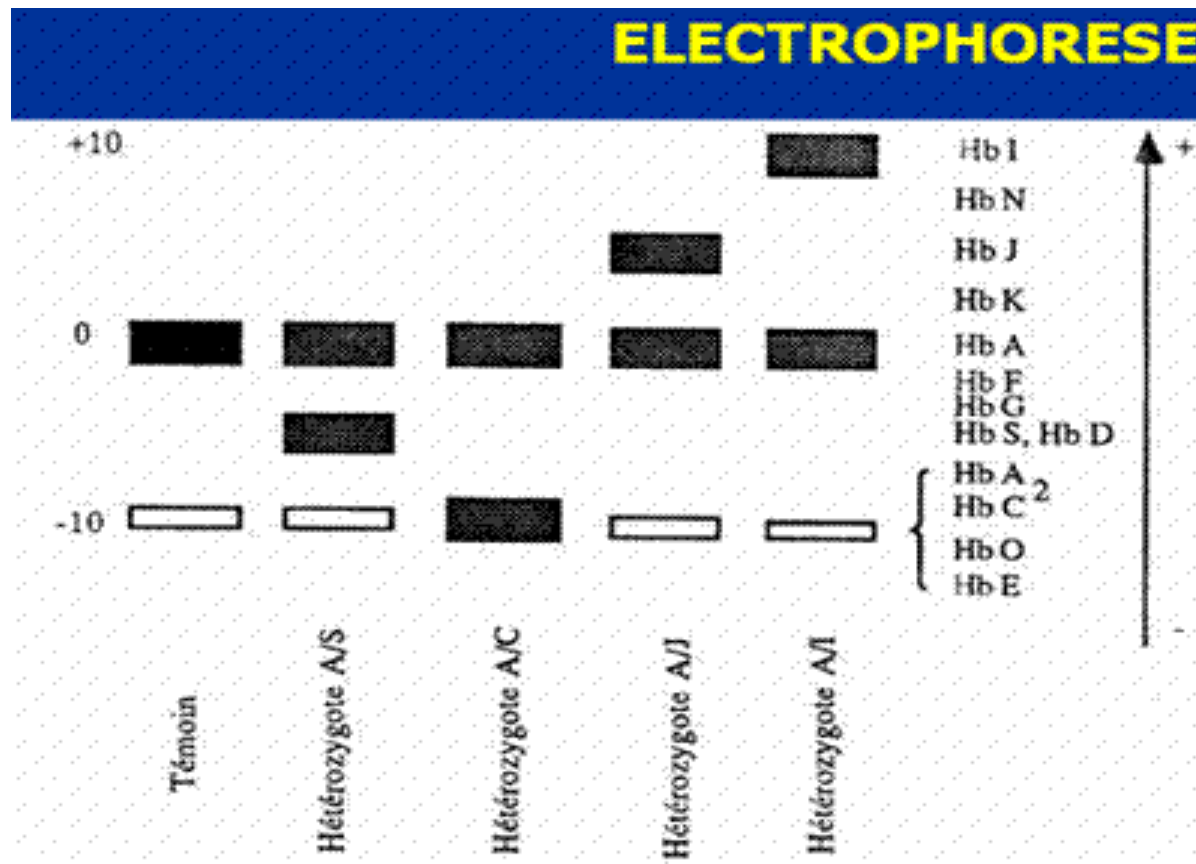 ELECTROPHORESE
+10
0
-10
Hb I
Hb N
Hb J
Hb K
Hb A
Hb F
Hb G
Hb S, Hb D
Hb A2
Hb C
Hb O
Hb E
+
-
Témoin
Hétérozygote A/S
Hétérozygote A/C
Hétérozygote A/J
Hétérozygote A/I